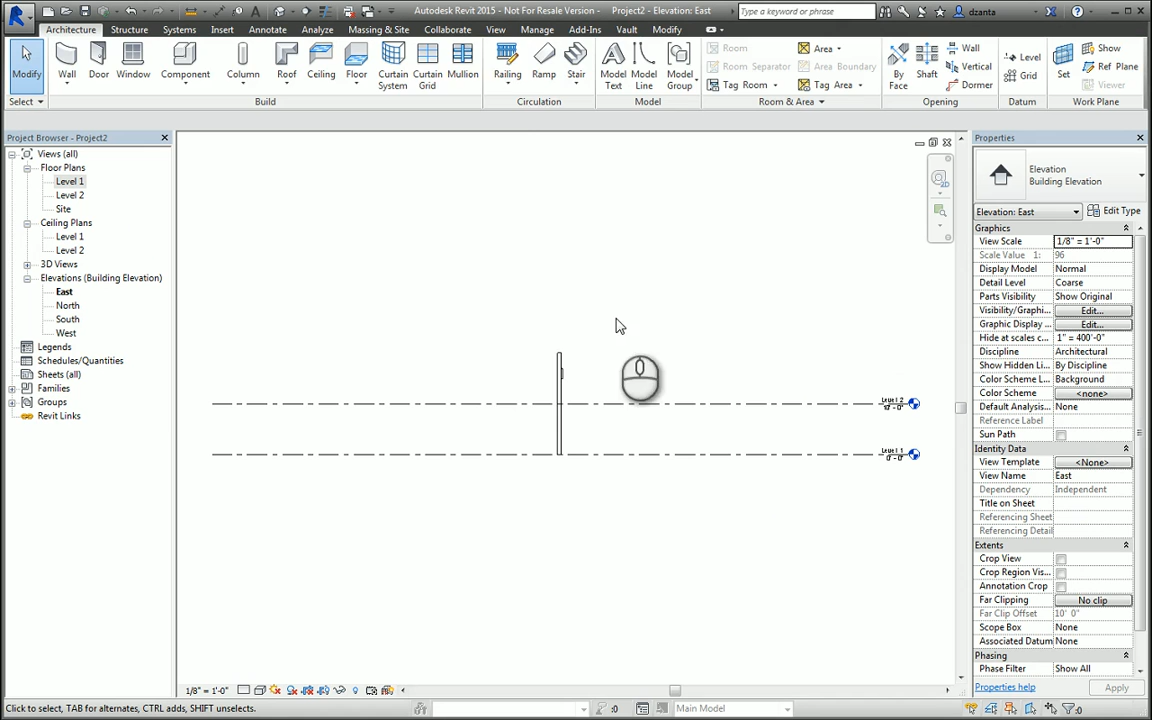 Autodesk Revit 2015 - Not For Resale Version - Project2 - Elevation: East
Type a keyword or phrase
dzanta
Architecture Structure Systems Insert Annotate Analyze Massing & Site Collaborate View Manage Add-Ins Vault Modify
Modify
Wall
Door
Window
Component
Column
Roof
Ceiling
Floor
Curtain System
Curtain Grid
Mullion
Railing
Ramp
Stair
Model Text
Model Line
Model Group
Room
Room Separator
Tag Room
Area
Area Boundary
Tag Area
By Face
Shaft
Wall
Vertical
Dormer
Level
Grid
Set
Show
Ref Plane
Viewer
Select
Build
Circulation
Model
Room & Area
Opening
Datum
Work Plane
Project Browser - Project2
Views (all)
Floor Plans
Level 1
Level 2
Site
Ceiling Plans
Level 1
Level 2
3D Views
Elevations (Building Elevation)
East
North
South
West
Legends
Schedules/Quantities
Sheets (all)
Families
Groups
Revit Links
2D
Level 2
10' - 0"
Level 1
0' - 0"
Properties
Elevation
Building Elevation
Elevation: East
Edit Type
Graphics
View Scale 1/8" = 1'-0"
Scale Value 1: 96
Display Model Normal
Detail Level Coarse
Parts Visibility Show Original
Visibility/Graphi... Edit...
Graphic Display ... Edit...
Hide at scales c... 1" = 400'-0"
Discipline Architectural
Show Hidden Li... By Discipline
Color Scheme L... Background
Color Scheme <none>
Default Analysis... None
Reference Label
Sun Path
Identity Data
View Template <None>
View Name East
Dependency Independent
Title on Sheet
Referencing Sheet
Referencing Detail
Extents
Crop View
Crop Region Vis...
Annotation Crop
Far Clipping No clip
Far Clip Offset 10' 0"
Scope Box None
Associated Datum None
Phasing
Phase Filter Show All
Properties help
Apply
1/8" = 1'-0"
Click to select, TAB for alternates, CTRL adds, SHIFT unselects.
:0
Main Model
:0